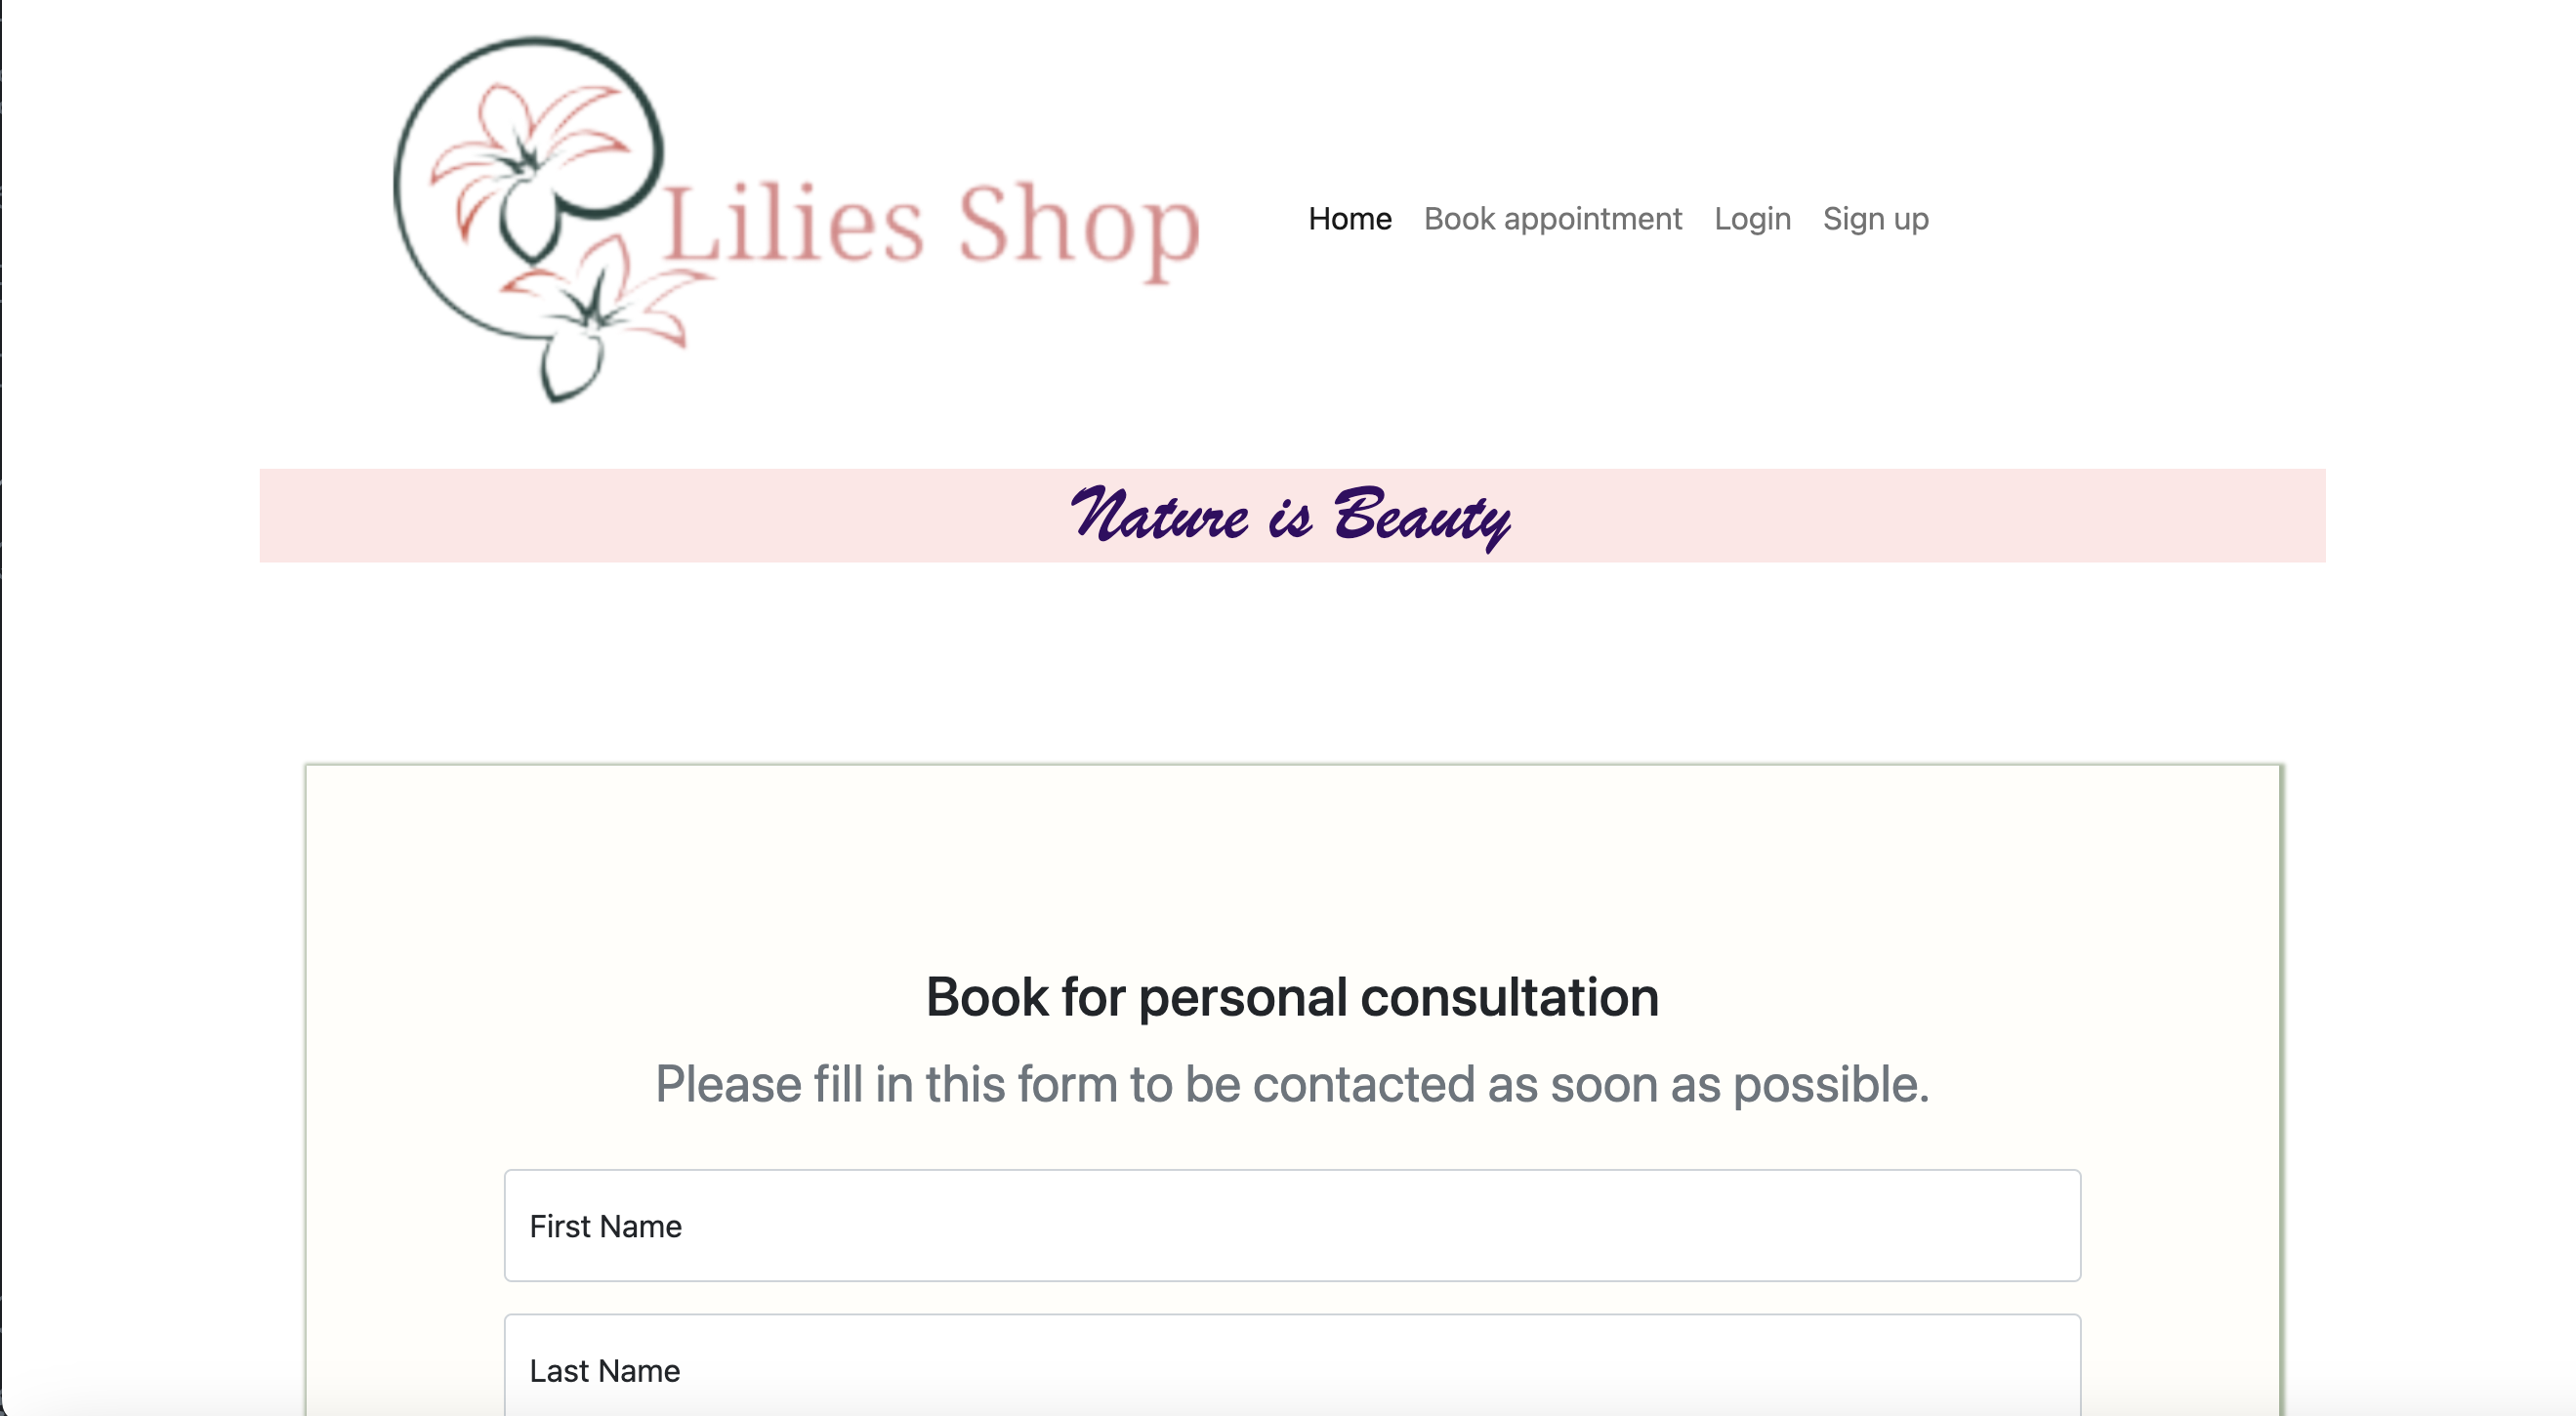 Lilies Shop
Home Book appointment Login Sign up
Nature is Beauty
Book for personal consultation
Please fill in this form to be contacted as soon as possible.
First Name
Last Name